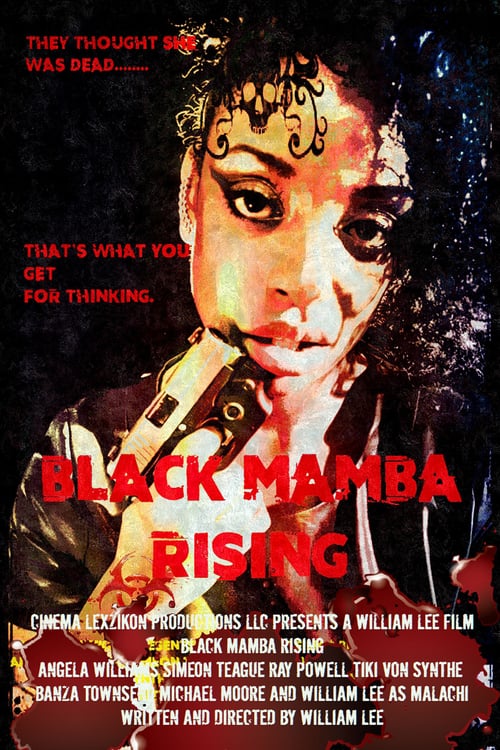 THEY THOUGHT SHE
WAS DEAD........
THAT'S WHAT YOU
GET
FOR THINKING.
BLACK MAMBA
RISING
CINEMA LEXZIKON PRODUCTIONS LLC PRESENTS A WILLIAM LEE FILM
BLACK MAMBA RISING
ANGELA WILLIAMS SIMEON TEAGUE RAY POWELL TIKI VON SYNTHE
BANZA MICHAEL MOORE AND WILLIAM LEE AS MALACHI
WRITTEN AND DIRECTED BY WILLIAM LEE